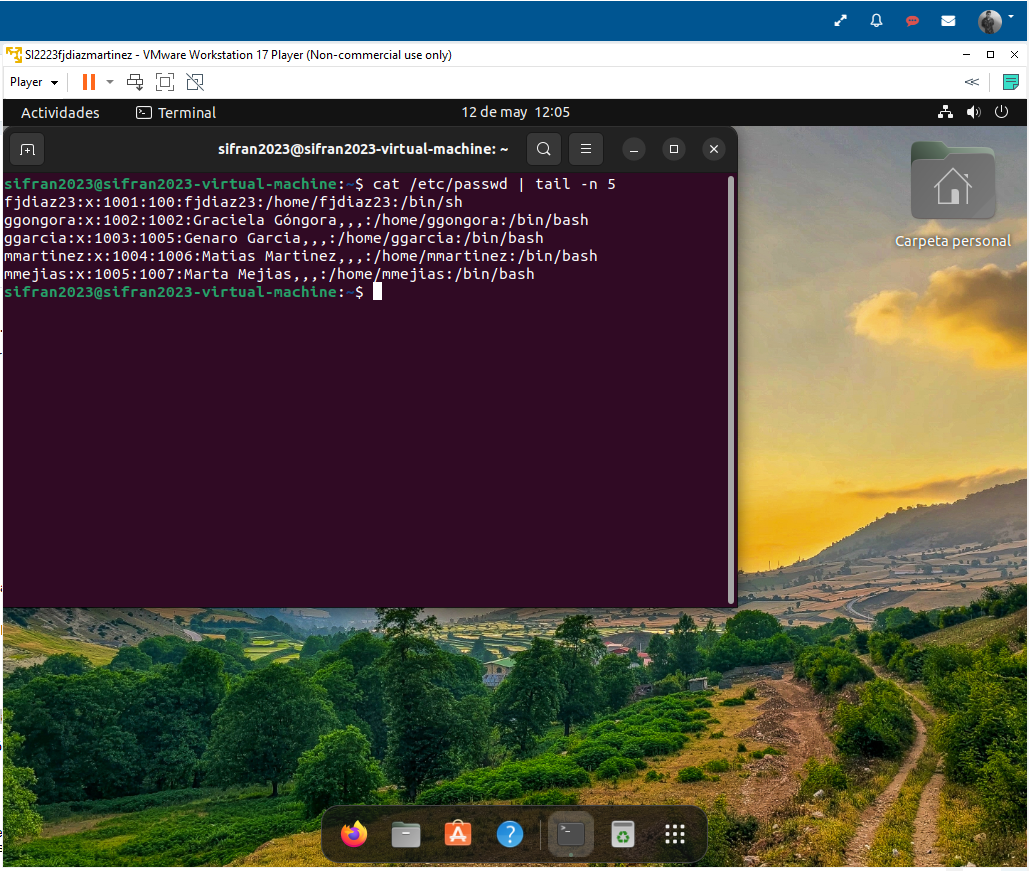 SI2223fjdiazmartinez - VMware Workstation 17 Player (Non-commercial use only)
Player
Actividades
Terminal
12 de may 12:05
sifran2023@sifran2023-virtual-machine: ~
sifran2023@sifran2023-virtual-machine:~$ cat /etc/passwd | tail -n 5
fjdiaz23:x:1001:100:fjdiaz23:/home/fjdiaz23:/bin/sh
ggongora:x:1002:1002:Graciela Góngora,,,:/home/ggongora:/bin/bash
ggarcia:x:1003:1005:Genaro Garcia,,,:/home/ggarcia:/bin/bash
mmartinez:x:1004:1006:Matias Martinez,,,:/home/mmartinez:/bin/bash
mmejias:x:1005:1007:Marta Mejias,,,:/home/mmejias:/bin/bash
sifran2023@sifran2023-virtual-machine:~$
Carpeta personal